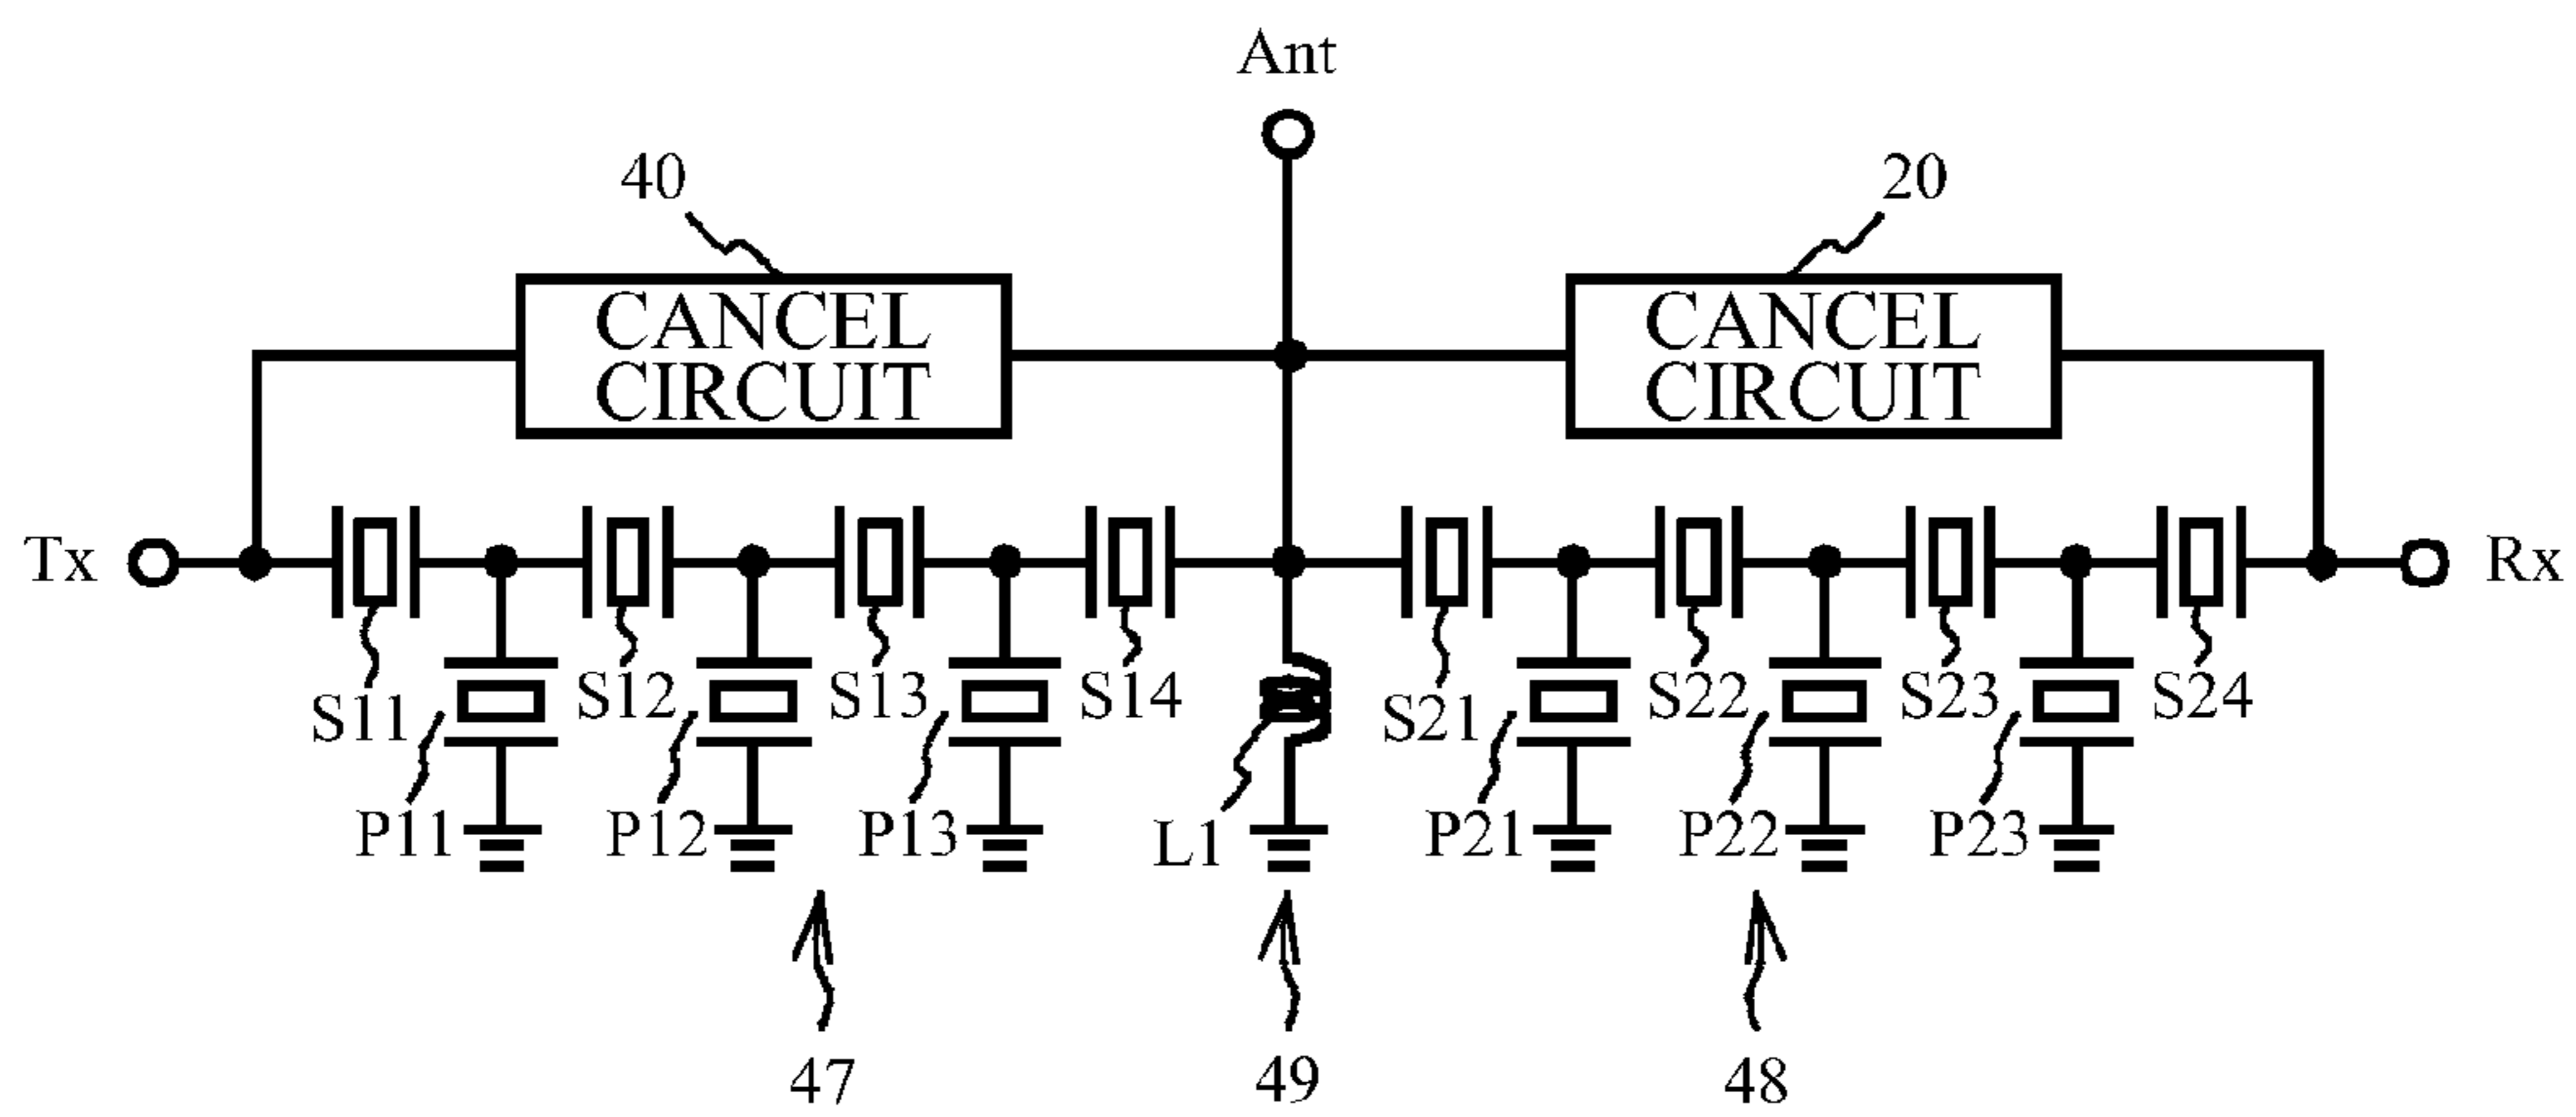 Ant
40
20
CANCEL
CIRCUIT
CANCEL
CIRCUIT
Tx
Rx
S11
S12
S13
S14
S21
S22
S23
S24
P11
P12
P13
L1
P21
P22
P23
47
49
48